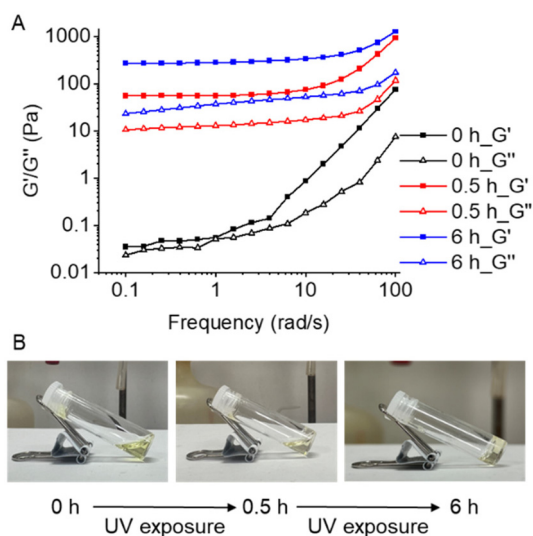 A
1000
100
10
1
0.1
0.01
G'/G'' (Pa)
0.1
1
10
100
Frequency (rad/s)
0 h_G'
0 h_G''
0.5 h_G'
0.5 h_G''
6 h_G'
6 h_G''
B
0 h
0.5 h
6 h
UV exposure
UV exposure